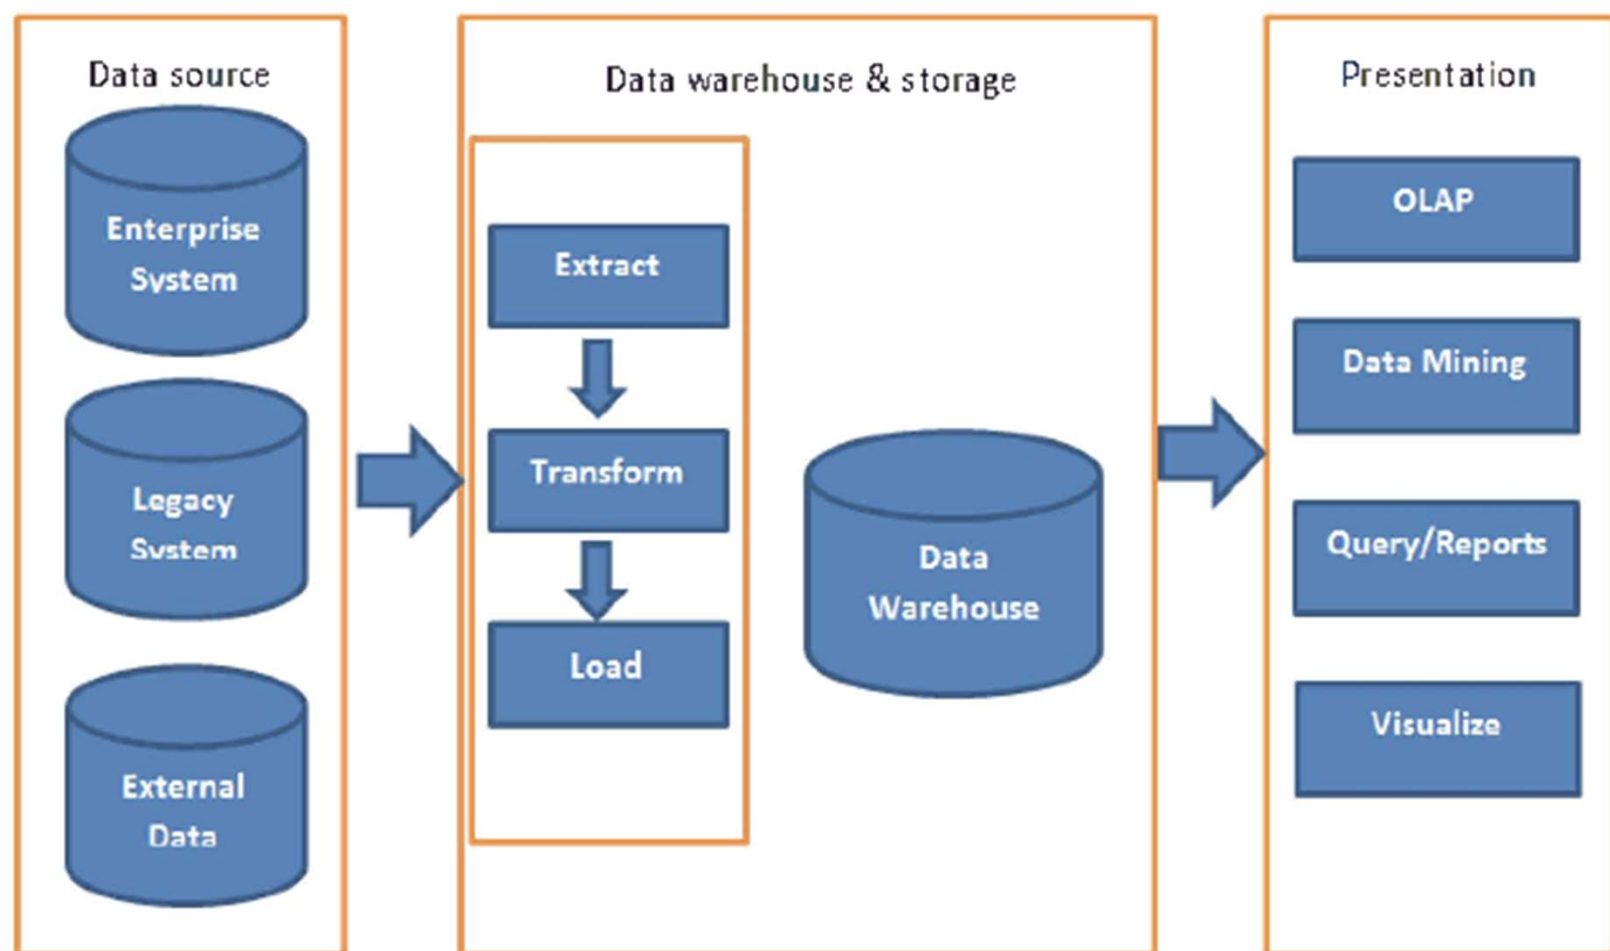 Data source
Enterprise
System
Legacy
System
External
Data
Data warehouse & storage
Extract
Transform
Load
Data
Warehouse
Presentation
OLAP
Data Mining
Query/Reports
Visualize